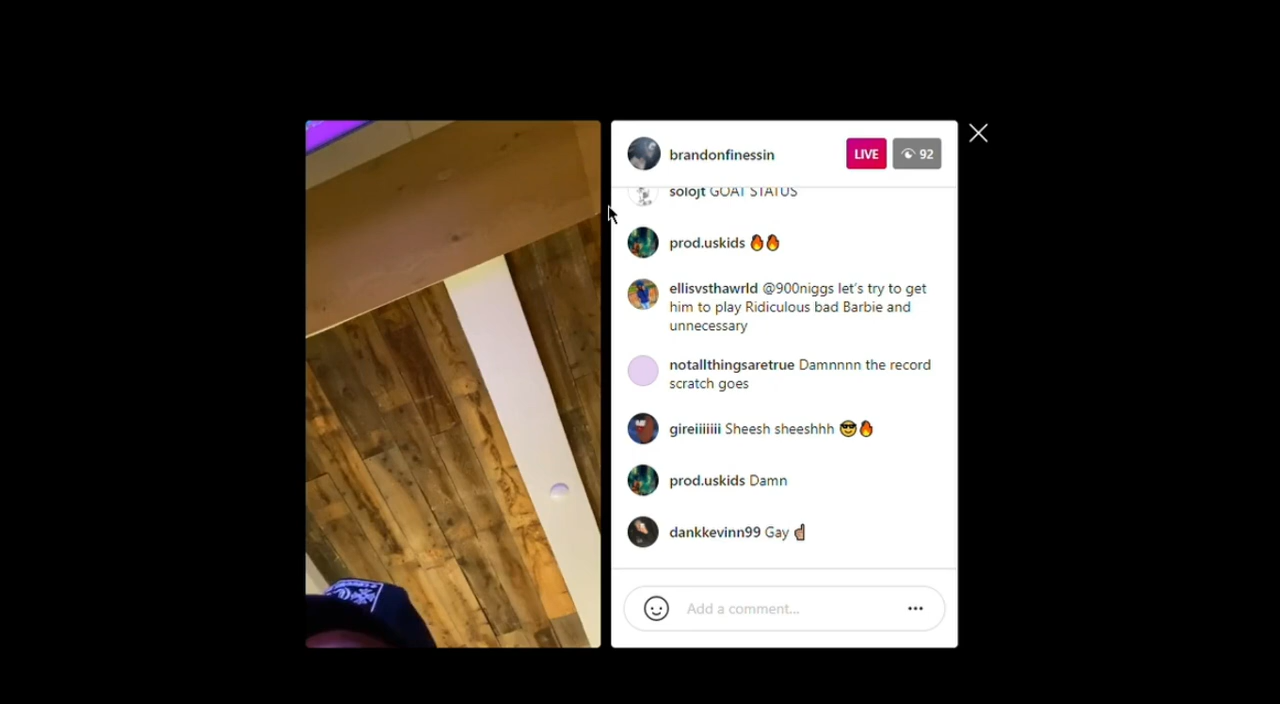 brandonfinessin
LIVE
92
solojt GOAT STATUS
prod.uskids 🔥🔥
ellisvsthawrld @900niggs let's try to get
him to play Ridiculous bad Barbie and
unnecessary
notallthingsaretrue Damnnnn the record
scratch goes
gireiiiiiii Sheesh sheeshhh 😎🔥
prod.uskids Damn
dankkevinn99 Gay ☝🏽
Add a comment...